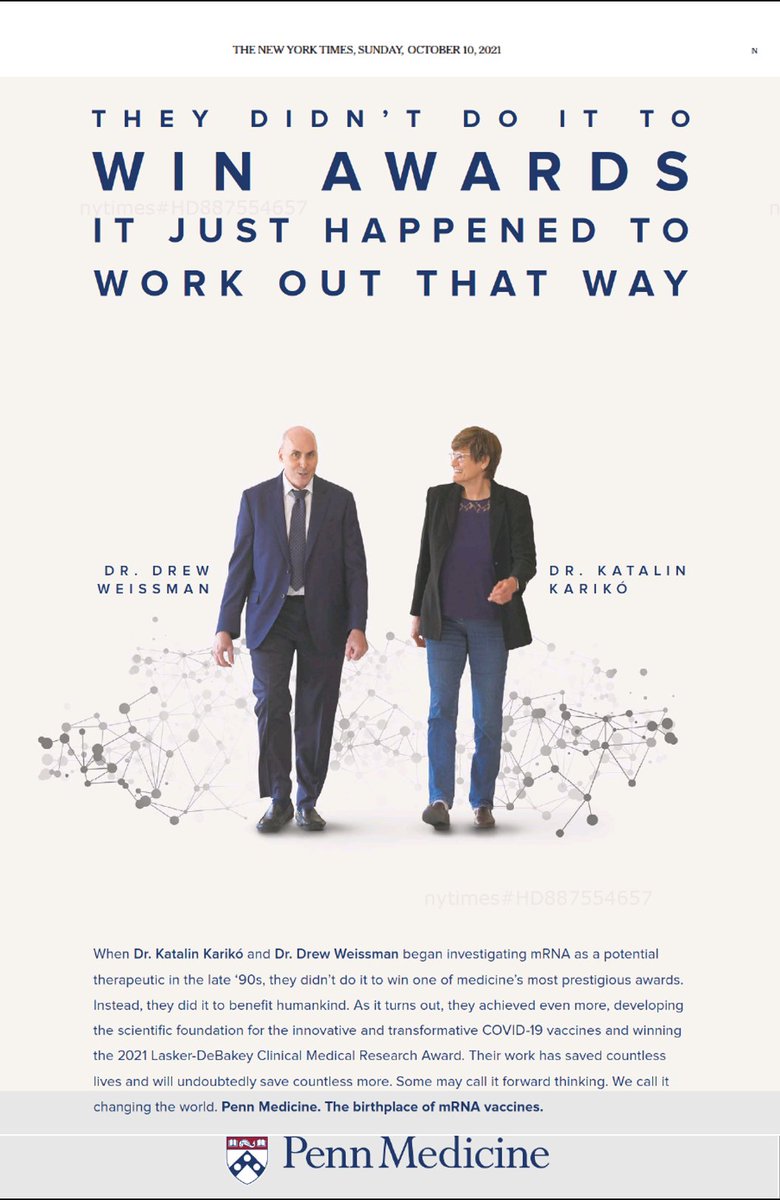 THE NEW YORK TIMES, SUNDAY, OCTOBER 10, 2021
N
THEY DIDN'T DO IT TO
WIN AWARDS
nytimes#HD887554657
IT JUST HAPPENED TO
WORK OUT THAT WAY
DR. DREW
WEISSMAN
DR. KATALIN
KARIKÓ
nytimes#HD887554657
When Dr. Katalin Karikó and Dr. Drew Weissman began investigating mRNA as a potential
therapeutic in the late ‘90s, they didn’t do it to win one of medicine’s most prestigious awards.
Instead, they did it to benefit humankind. As it turns out, they achieved even more, developing
the scientific foundation for the innovative and transformative COVID-19 vaccines and winning
the 2021 Lasker-DeBakey Clinical Medical Research Award. Their work has saved countless
lives and will undoubtedly save countless more. Some may call it forward thinking. We call it
changing the world. Penn Medicine. The birthplace of mRNA vaccines.
Penn Medicine